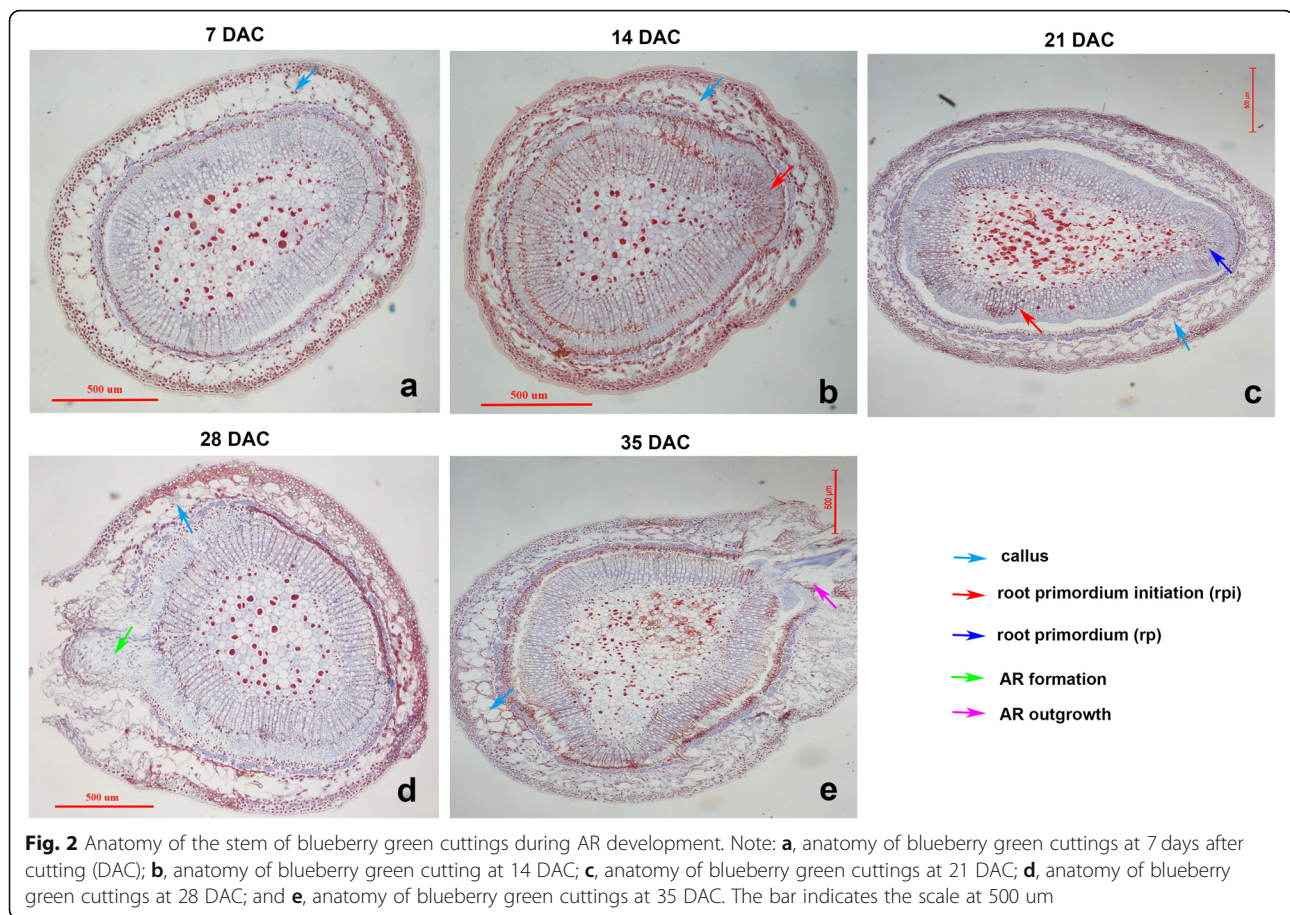 7 DAC
14 DAC
21 DAC
500 um
a
500 um
b
500 µm
c
28 DAC
35 DAC
500 um
d
500 µm
e
callus
root primordium initiation (rpi)
root primordium (rp)
AR formation
AR outgrowth
Fig. 2 Anatomy of the stem of blueberry green cuttings during AR development. Note: a, anatomy of blueberry green cuttings at 7 days after
cutting (DAC); b, anatomy of blueberry green cutting at 14 DAC; c, anatomy of blueberry green cuttings at 21 DAC; d, anatomy of blueberry
green cuttings at 28 DAC; and e, anatomy of blueberry green cuttings at 35 DAC. The bar indicates the scale at 500 um